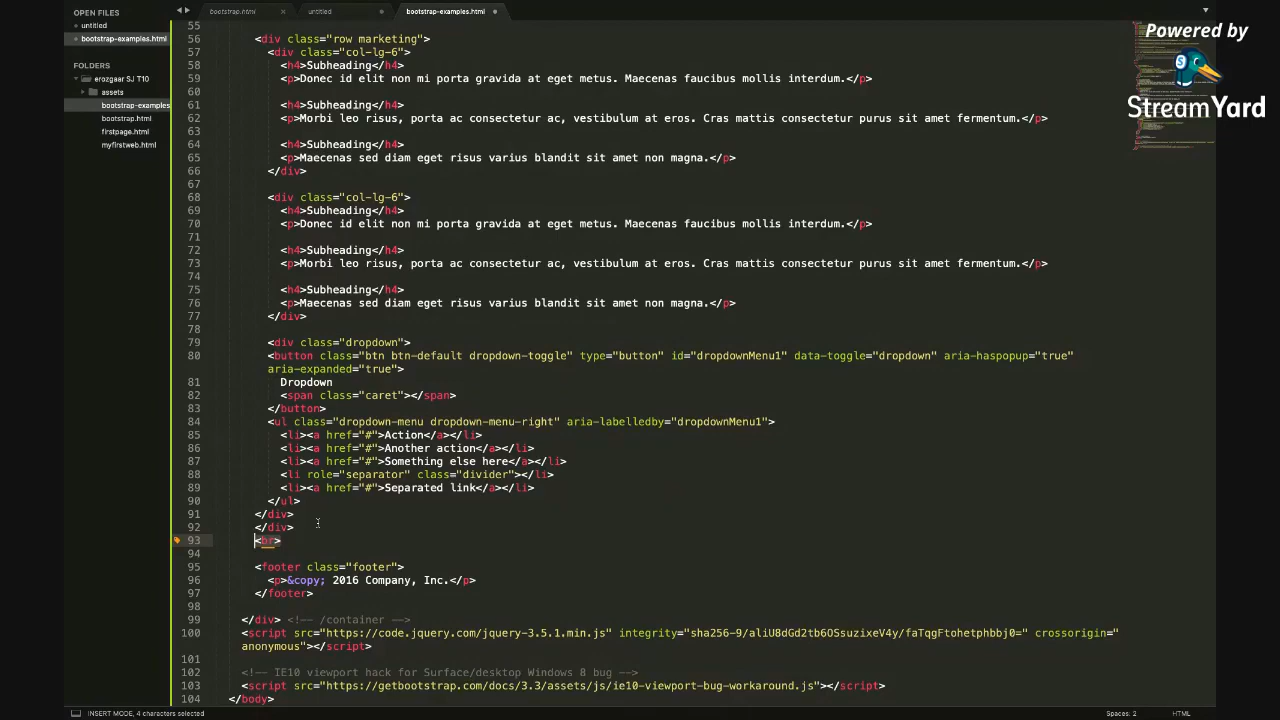 OPEN FILES
untitled
bootstrap-examples.html
FOLDERS
erozgaar SJ T10
assets
bootstrap-examples
bootstrap.html
firstpage.html
myfirstweb.html
bootstrap.html
untitled
bootstrap-examples.html
Powered by
StreamYard
55
56 <div class="row marketing">
57 <div class="col-lg-6">
58 <h4>Subheading</h4>
59 <p>Donec id elit non mi porta gravida at eget metus. Maecenas faucibus mollis interdum.</p>
60
61 <h4>Subheading</h4>
62 <p>Morbi leo risus, porta ac consectetur ac, vestibulum at eros. Cras mattis consectetur purus sit amet fermentum.</p>
63
64 <h4>Subheading</h4>
65 <p>Maecenas sed diam eget risus varius blandit sit amet non magna.</p>
66 </div>
67
68 <div class="col-lg-6">
69 <h4>Subheading</h4>
70 <p>Donec id elit non mi porta gravida at eget metus. Maecenas faucibus mollis interdum.</p>
71
72 <h4>Subheading</h4>
73 <p>Morbi leo risus, porta ac consectetur ac, vestibulum at eros. Cras mattis consectetur purus sit amet fermentum.</p>
74
75 <h4>Subheading</h4>
76 <p>Maecenas sed diam eget risus varius blandit sit amet non magna.</p>
77 </div>
78
79 <div class="dropdown">
80 <button class="btn btn-default dropdown-toggle" type="button" id="dropdownMenu1" data-toggle="dropdown" aria-haspopup="true"
aria-expanded="true">
81 Dropdown
82 <span class="caret"></span>
83 </button>
84 <ul class="dropdown-menu dropdown-menu-right" aria-labelledby="dropdownMenu1">
85 <li><a href="#">Action</a></li>
86 <li><a href="#">Another action</a></li>
87 <li><a href="#">Something else here</a></li>
88 <li role="separator" class="divider"></li>
89 <li><a href="#">Separated link</a></li>
90 </ul>
91 </div>
92 </div>
93 <br>
94
95 <footer class="footer">
96 <p>&copy; 2016 Company, Inc.</p>
97 </footer>
98
99 </div> <!-- /container -->
100 <script src="https://code.jquery.com/jquery-3.5.1.min.js" integrity="sha256-9/aliU8dGd2tb6OSsuzixeV4y/faTqgFtohetphbbj0=" crossorigin="
anonymous"></script>
101
102 <!-- IE10 viewport hack for Surface/desktop Windows 8 bug -->
103 <script src="https://getbootstrap.com/docs/3.3/assets/js/ie10-viewport-bug-workaround.js"></script>
104 </body>
INSERT MODE, 4 characters selected
Spaces: 2
HTML